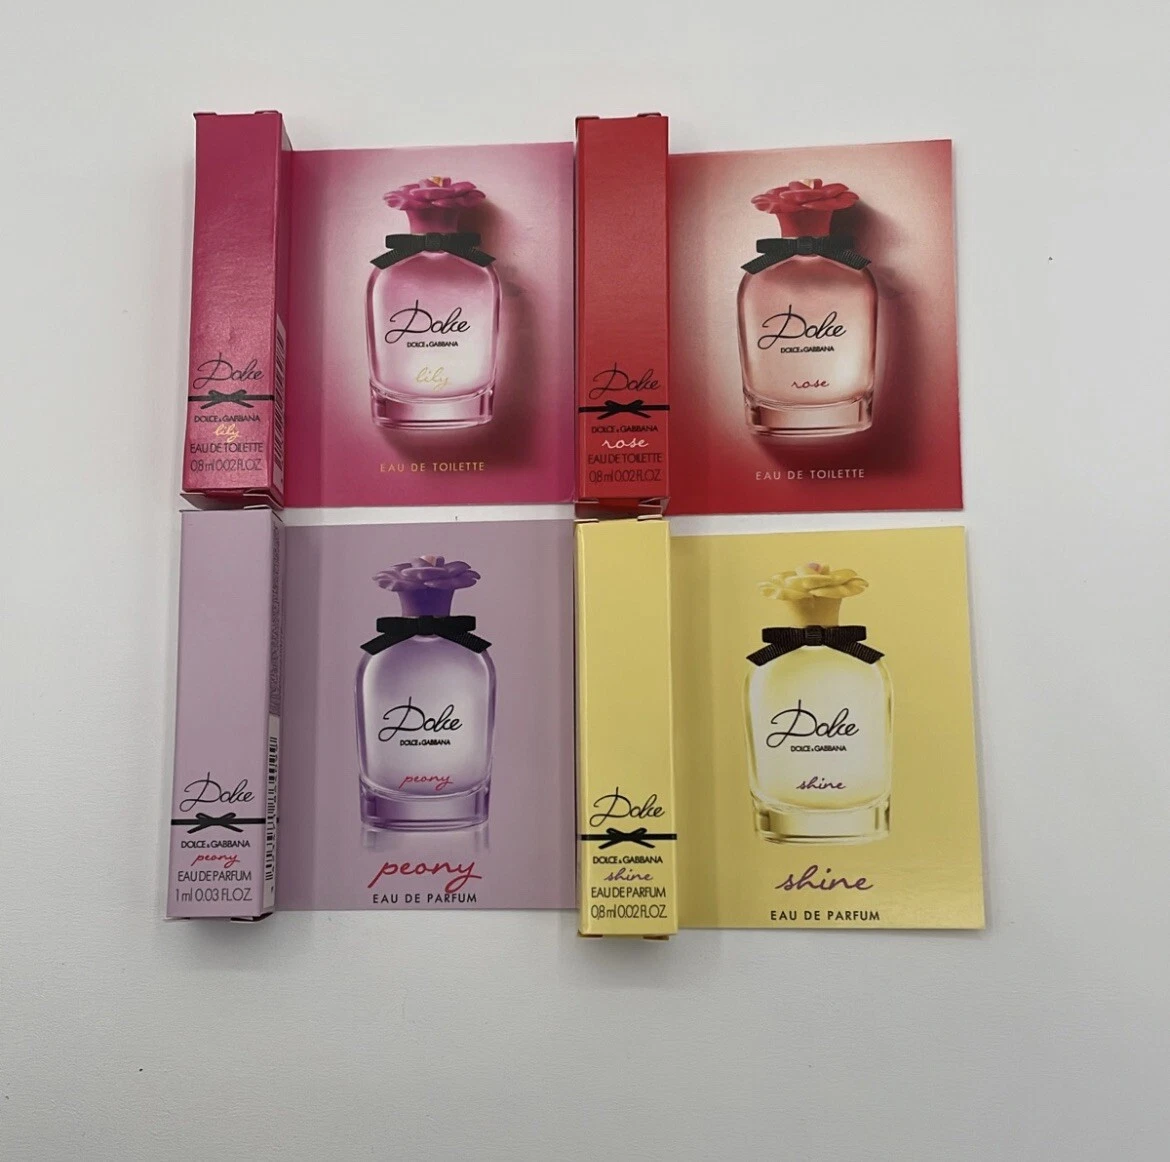 Dolce
DOLCE & GABBANA
lily
EAU DE TOILETTE
0,8 ml 0.02 FL.OZ.
Dolce
DOLCE & GABBANA
lily
EAU DE TOILETTE
Dolce
DOLCE & GABBANA
rose
EAU DE TOILETTE
0,8 ml 0.02 FL.OZ.
Dolce
DOLCE & GABBANA
rose
EAU DE TOILETTE
Dolce
DOLCE & GABBANA
peony
EAU DE PARFUM
1 ml 0.03 FL.OZ.
Dolce
DOLCE & GABBANA
peony
peony
EAU DE PARFUM
Dolce
DOLCE & GABBANA
shine
EAU DE PARFUM
0,8 ml 0.02 FL.OZ.
Dolce
DOLCE & GABBANA
shine
shine
EAU DE PARFUM